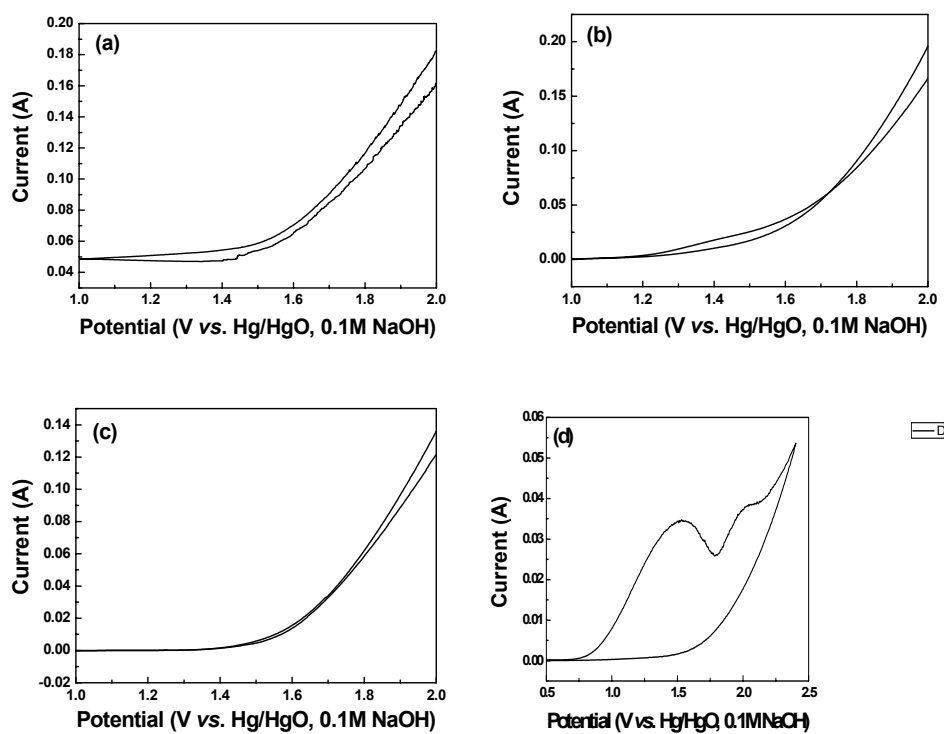 (a)
0.20
0.18
0.16
0.14
0.12
0.10
0.08
0.06
0.04
Current (A)
1.0 1.2 1.4 1.6 1.8 2.0
Potential (V vs. Hg/HgO, 0.1M NaOH)
(b)
0.20
0.15
0.10
0.05
0.00
Current (A)
1.0 1.2 1.4 1.6 1.8 2.0
Potential (V vs. Hg/HgO, 0.1M NaOH)
(c)
0.14
0.12
0.10
0.08
0.06
0.04
0.02
0.00
-0.02
Current (A)
1.0 1.2 1.4 1.6 1.8 2.0
Potential (V vs. Hg/HgO, 0.1M NaOH)
(d)
0.06
0.05
0.04
0.03
0.02
0.01
0.00
Current (A)
0.5 1.0 1.5 2.0 2.5
Potential (V vs. Hg/HgO, 0.1M NaOH)
D